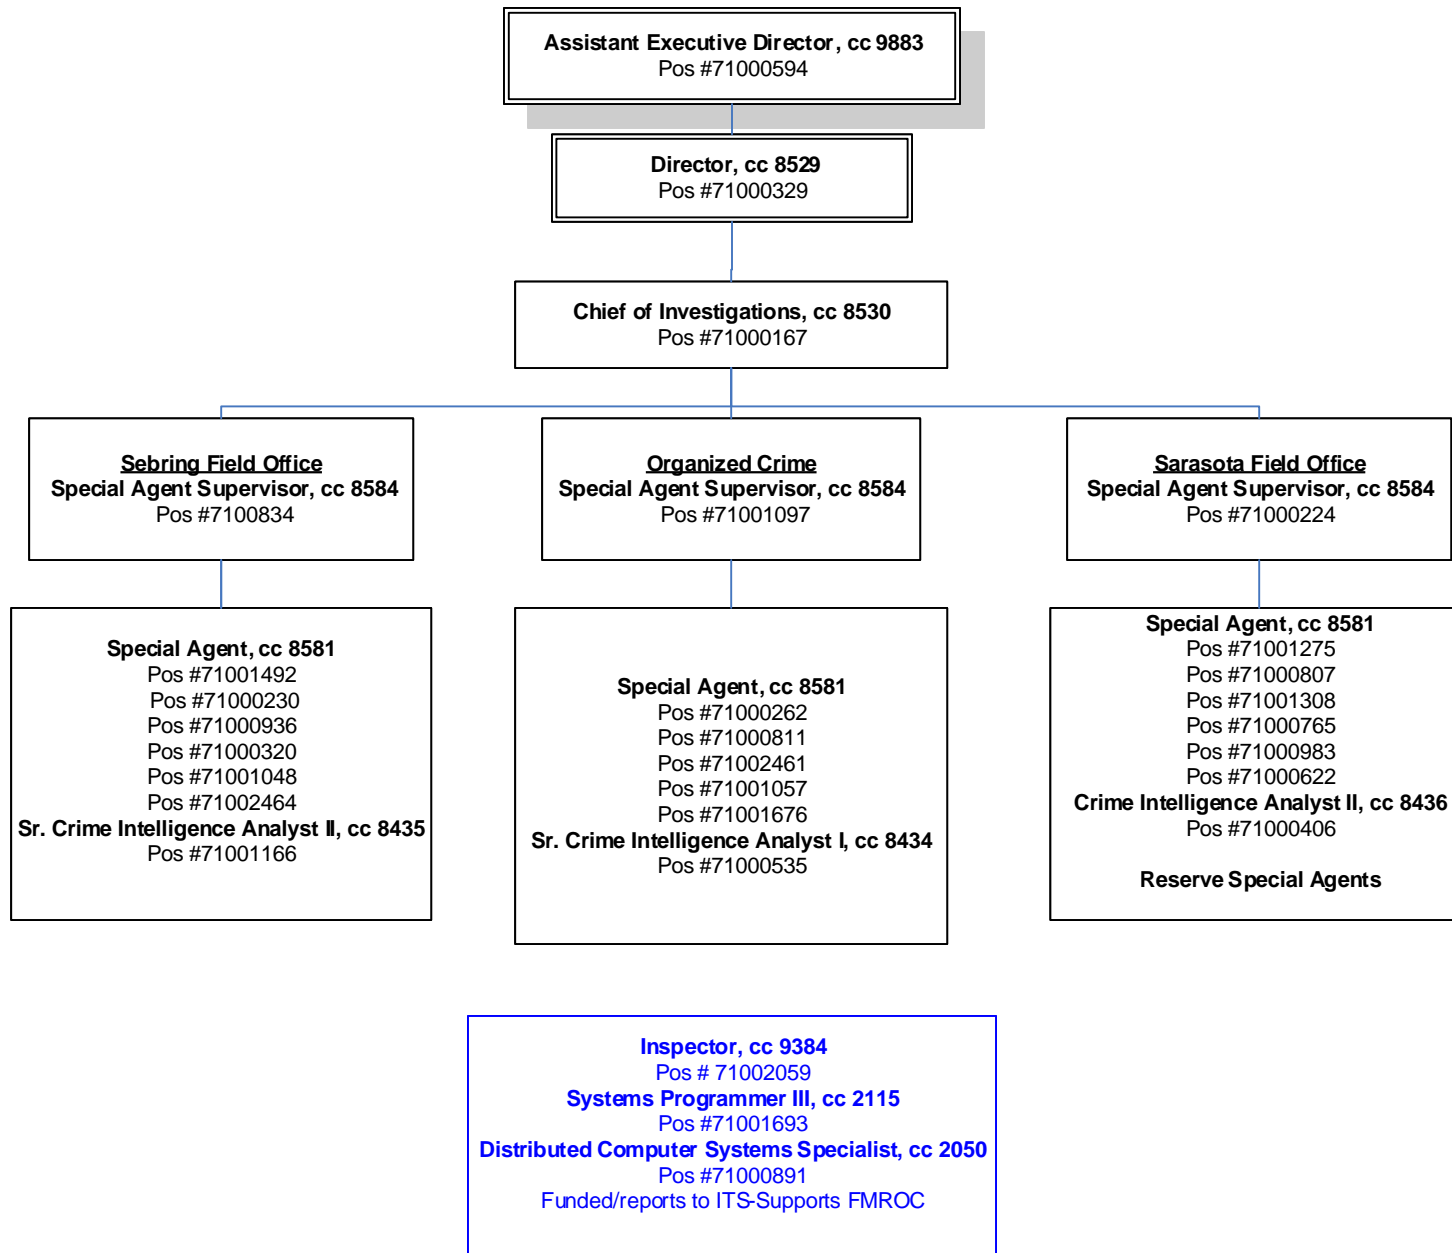 Assistant Executive Director, cc 9883
Pos #71000594
Director, cc 8529
Pos #71000329
Chief of Investigations, cc 8530
Pos #71000167
Sebring Field Office
Special Agent Supervisor, cc 8584
Pos #7100834
Organized Crime
Special Agent Supervisor, cc 8584
Pos #71001097
Sarasota Field Office
Special Agent Supervisor, cc 8584
Pos #71000224
Special Agent, cc 8581
Pos #71001492
Pos #71000230
Pos #71000936
Pos #71000320
Pos #71001048
Pos #71002464
Sr. Crime Intelligence Analyst II, cc 8435
Pos #71001166
Special Agent, cc 8581
Pos #71000262
Pos #71000811
Pos #71002461
Pos #71001057
Pos #71001676
Sr. Crime Intelligence Analyst I, cc 8434
Pos #71000535
Special Agent, cc 8581
Pos #71001275
Pos #71000807
Pos #71001308
Pos #71000765
Pos #71000983
Pos #71000622
Crime Intelligence Analyst II, cc 8436
Pos #71000406
Reserve Special Agents
Inspector, cc 9384
Pos # 71002059
Systems Programmer III, cc 2115
Pos #71001693
Distributed Computer Systems Specialist, cc 2050
Pos #71000891
Funded/reports to ITS-Supports FMROC